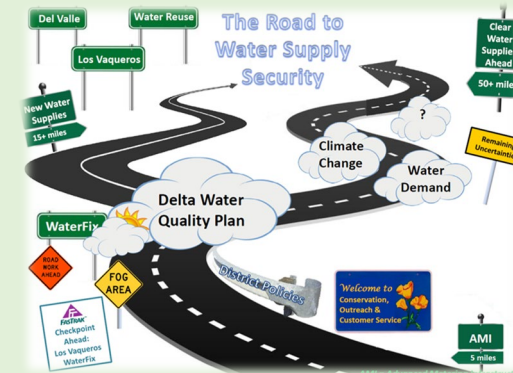 Del Valle
Water Reuse
Los Vaqueros
The Road to
Water Supply
Security
Clear
Water
Supplies
Ahead
50+ miles
New Water
Supplies
15+ miles
?
Climate
Change
Water
Demand
Remaining
Uncertainties
Delta Water
Quality Plan
WaterFix
ROAD
WORK
AHEAD
FOG
AREA
District Policies
FASTRAK
Checkpoint
Ahead:
Los Vaqueros
WaterFix
Welcome to
Conservation,
Outreach &
Customer Service
AMI
5 miles